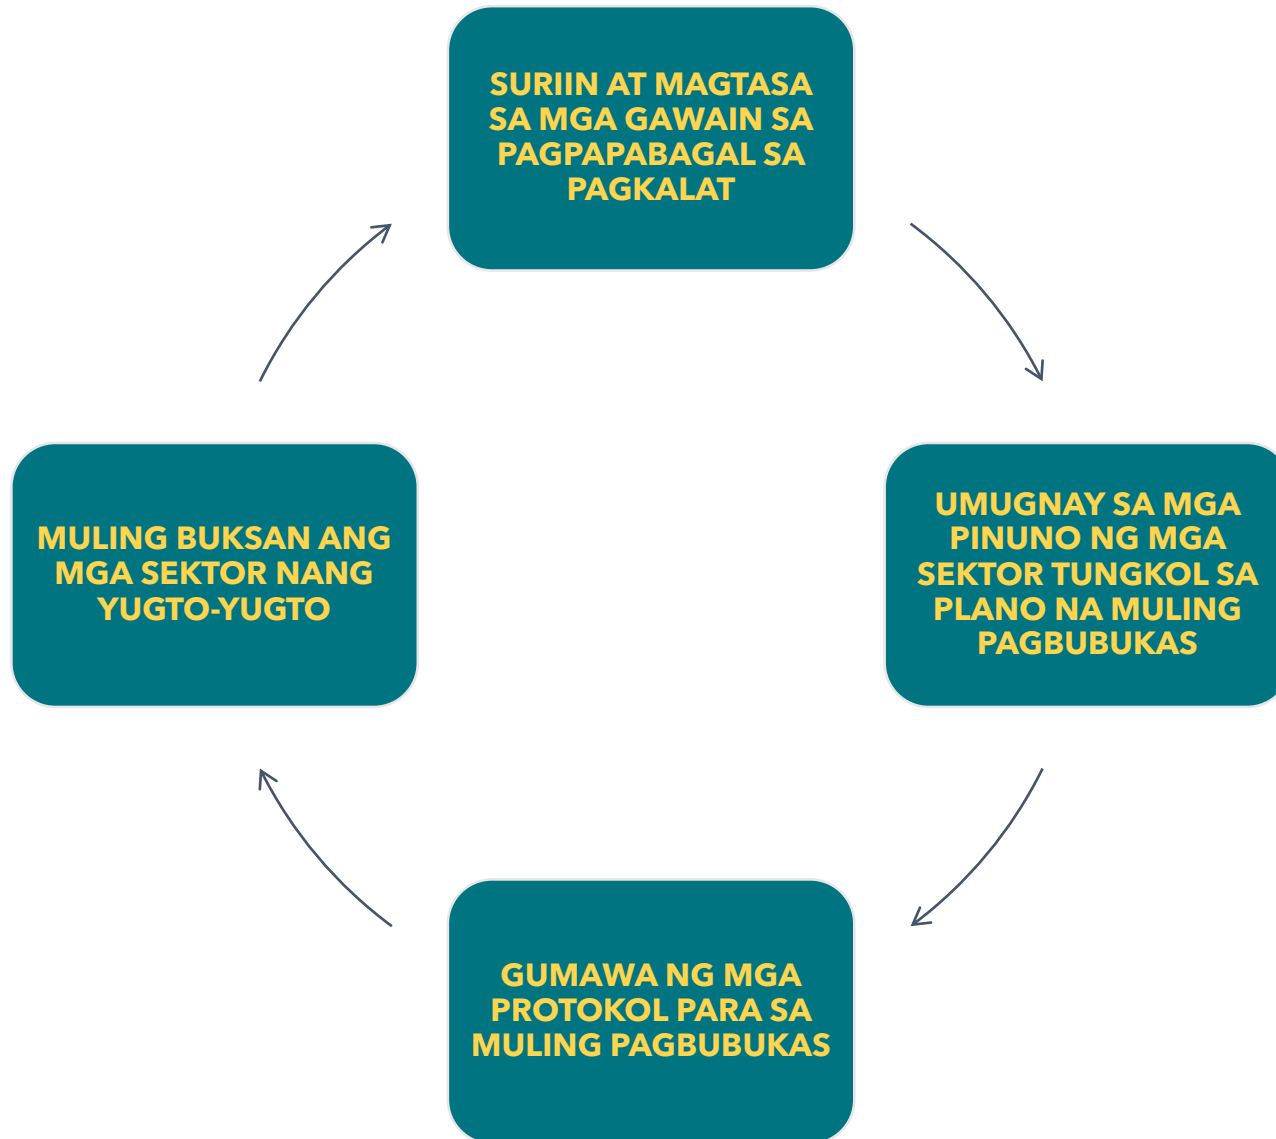 SURIIN AT MAGTASA
SA MGA GAWAIN SA
PAGPAPABAGAL SA
PAGKALAT
UMUGNAY SA MGA
PINUNO NG MGA
SEKTOR TUNGKOL SA
PLANO NA MULING
PAGBUBUKAS
GUMAWA NG MGA
PROTOKOL PARA SA
MULING PAGBUBUKAS
MULING BUKSAN ANG
MGA SEKTOR NANG
YUGTO-YUGTO